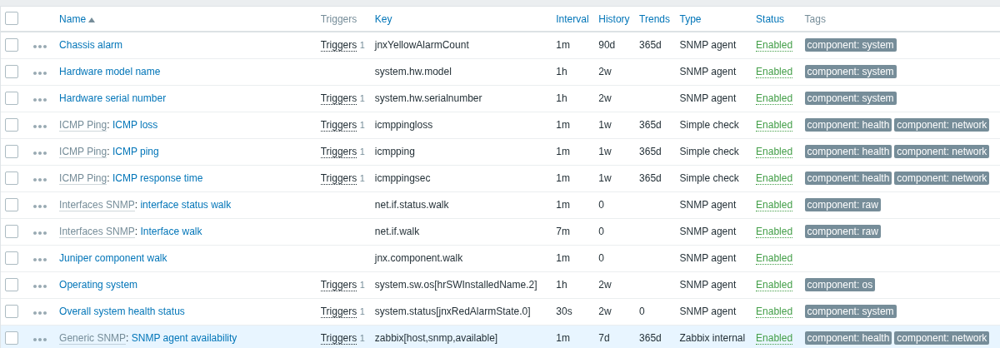 Name Triggers Key Interval History Trends Type Status Tags
Chassis alarm Triggers 1 jnxYellowAlarmCount 1m 90d 365d SNMP agent Enabled component: system
Hardware model name system.hw.model 1h 2w SNMP agent Enabled component: system
Hardware serial number Triggers 1 system.hw.serialnumber 1h 2w SNMP agent Enabled component: system
ICMP Ping: ICMP loss Triggers 1 icmppingloss 1m 1w 365d Simple check Enabled component: health component: network
ICMP Ping: ICMP ping Triggers 1 icmpping 1m 1w 365d Simple check Enabled component: health component: network
ICMP Ping: ICMP response time Triggers 1 icmppingsec 1m 1w 365d Simple check Enabled component: health component: network
Interfaces SNMP: interface status walk net.if.status.walk 1m 0 SNMP agent Enabled component: raw
Interfaces SNMP: Interface walk net.if.walk 7m 0 SNMP agent Enabled component: raw
Juniper component walk jnx.component.walk 1m 0 SNMP agent Enabled
Operating system Triggers 1 system.sw.os[hrSWInstalledName.2] 1h 2w SNMP agent Enabled component: os
Overall system health status Triggers 1 system.status[jnxRedAlarmState.0] 30s 2w 0 SNMP agent Enabled component: system
Generic SNMP: SNMP agent availability Triggers 1 zabbix[host,snmp,available] 1m 7d 365d Zabbix internal Enabled component: health component: network